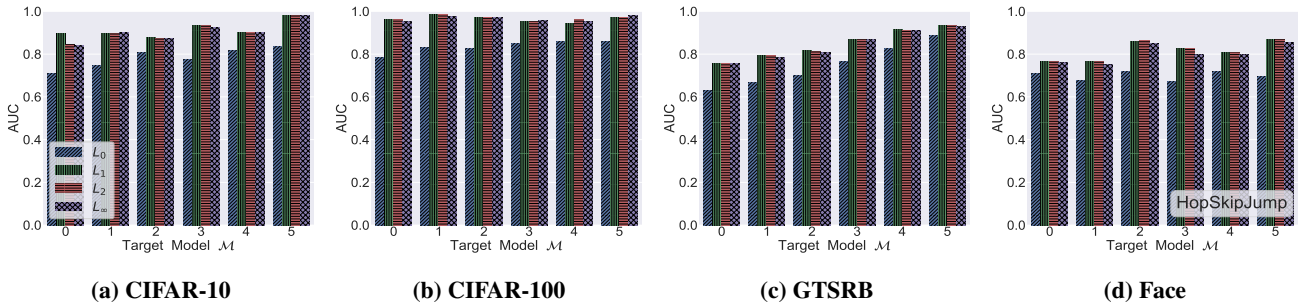 1.0
0.8
0.6
0.4
0.2
0.0
AUC
L₀
L₁
L₂
L∞
0 1 2 3 4 5
Target Model ℳ
(a) CIFAR-10
1.0
0.8
0.6
0.4
0.2
0.0
AUC
0 1 2 3 4 5
Target Model ℳ
(b) CIFAR-100
1.0
0.8
0.6
0.4
0.2
0.0
AUC
0 1 2 3 4 5
Target Model ℳ
(c) GTSRB
1.0
0.8
0.6
0.4
0.2
0.0
AUC
HopSkipJump
0 1 2 3 4 5
Target Model ℳ
(d) Face